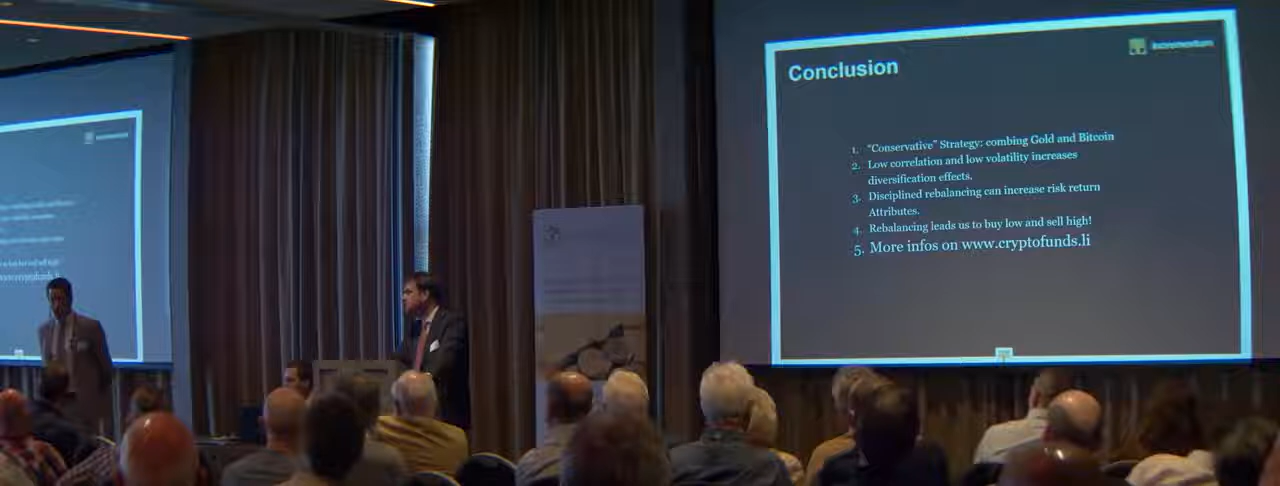 incrementum
Conclusion
1. "Conservative" Strategy: combing Gold and Bitcoin
2. Low correlation and low volatility increases
diversification effects.
3. Disciplined rebalancing can increase risk return
Attributes.
4. Rebalancing leads us to buy low and sell high!
5. More infos on www.cryptofunds.li